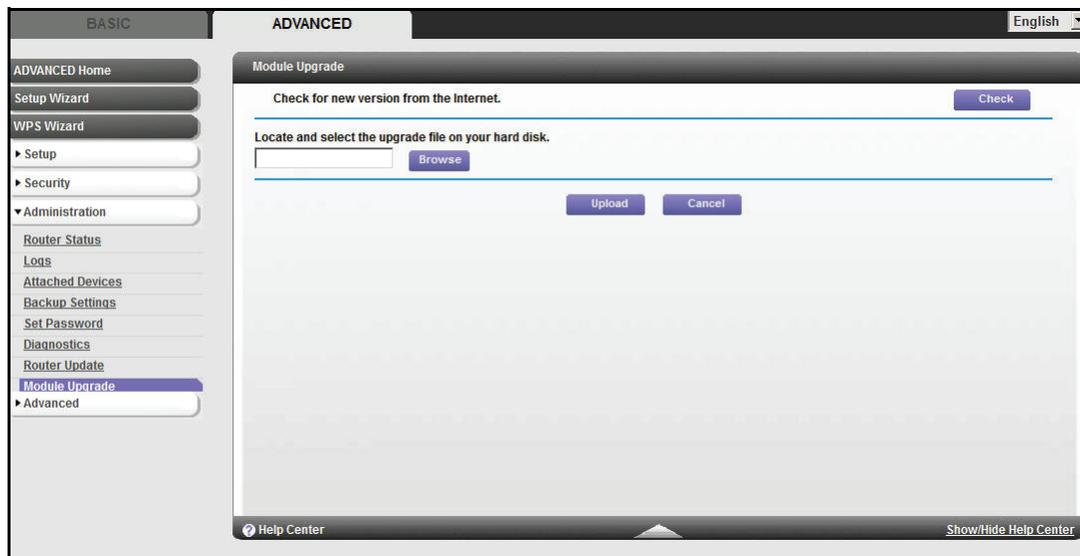 BASIC
ADVANCED
English
ADVANCED Home
Setup Wizard
WPS Wizard
Setup
Security
Administration
Router Status
Logs
Attached Devices
Backup Settings
Set Password
Diagnostics
Router Update
Module Upgrade
Advanced
Module Upgrade
Check for new version from the Internet.
Check
Locate and select the upgrade file on your hard disk.
Browse
Upload
Cancel
? Help Center
Show/Hide Help Center